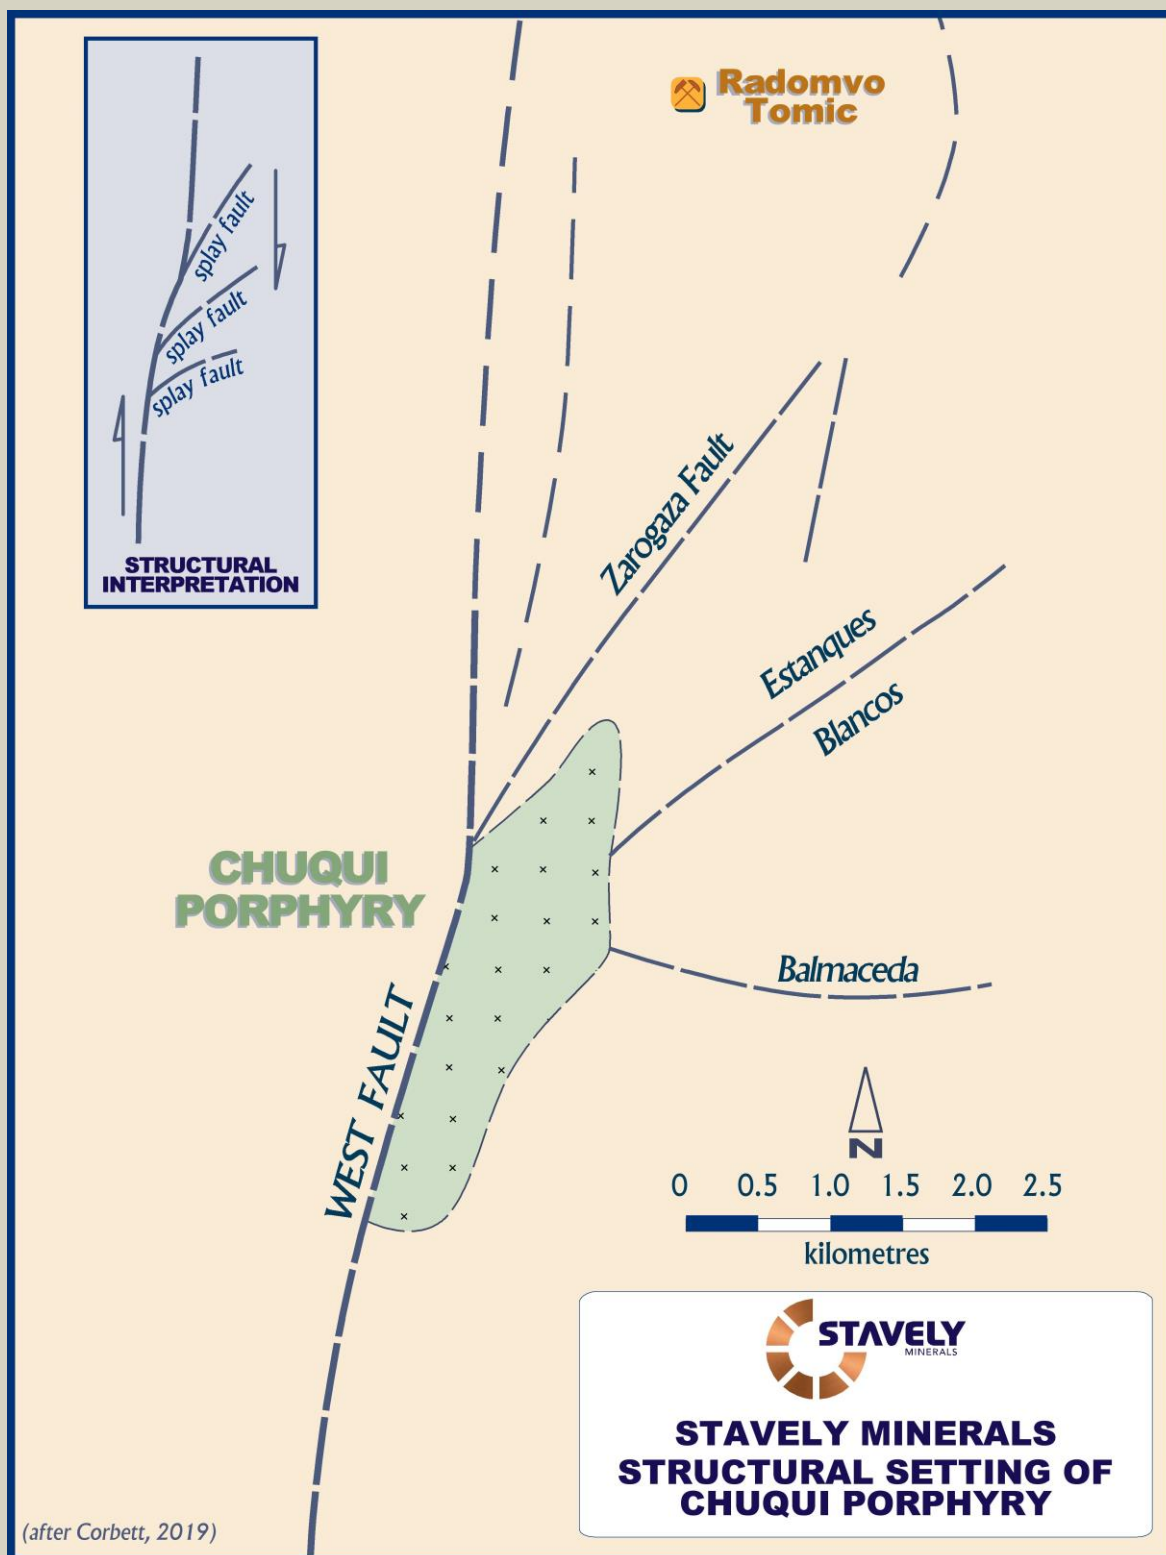 Radomvo
Tomic
splay fault
splay fault
splay fault
STRUCTURAL
INTERPRETATION
Zarogaza Fault
Estanques
Blancos
CHUQUI
PORPHYRY
Balmaceda
WEST FAULT
N
0 0.5 1.0 1.5 2.0 2.5
kilometres
STAVELY
MINERALS
STAVELY MINERALS
STRUCTURAL SETTING OF
CHUQUI PORPHYRY
(after Corbett, 2019)